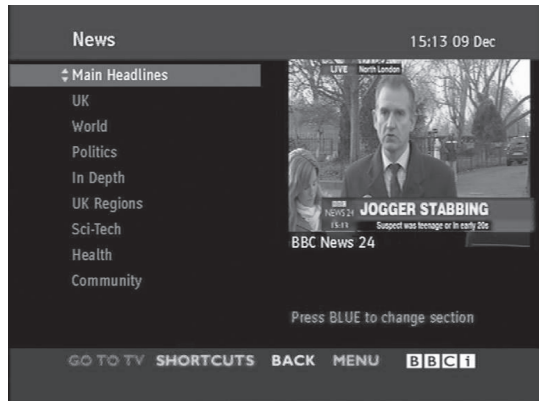 News
15:13 09 Dec
Main Headlines
UK
World
Politics
In Depth
UK Regions
Sci-Tech
Health
Community
LIVE North London
BBC
NEWS 24
15:13
JOGGER STABBING
Suspect was teenage or in early 20s
BBC News 24
Press BLUE to change section
GO TO TV SHORTCUTS BACK MENU BBCi